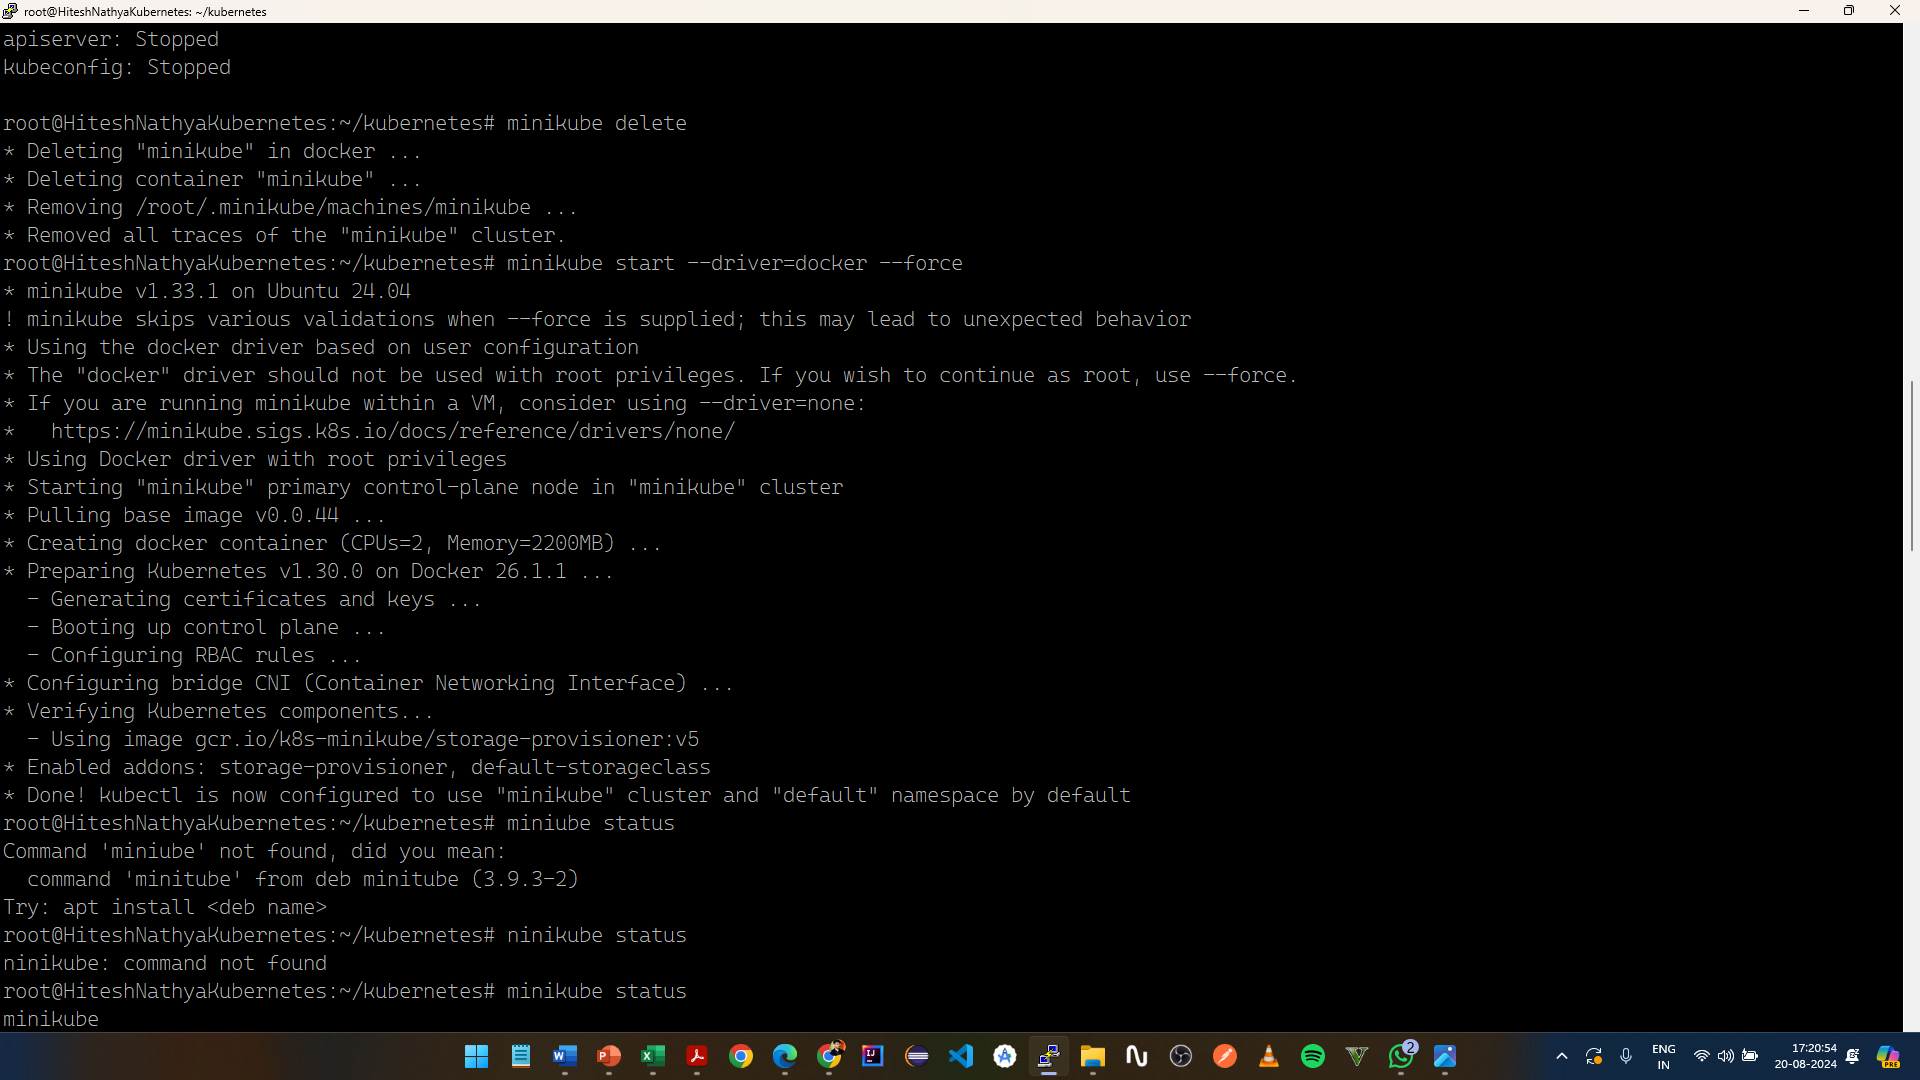 root@HiteshNathyaKubernetes: ~/kubernetes
apiserver: Stopped
kubeconfig: Stopped
root@HiteshNathyaKubernetes:~/kubernetes# minikube delete
* Deleting "minikube" in docker ...
* Deleting container "minikube" ...
* Removing /root/.minikube/machines/minikube ...
* Removed all traces of the "minikube" cluster.
root@HiteshNathyaKubernetes:~/kubernetes# minikube start --driver=docker --force
* minikube v1.33.1 on Ubuntu 24.04
! minikube skips various validations when --force is supplied; this may lead to unexpected behavior
* Using the docker driver based on user configuration
* The "docker" driver should not be used with root privileges. If you wish to continue as root, use --force.
* If you are running minikube within a VM, consider using --driver=none:
*   https://minikube.sigs.k8s.io/docs/reference/drivers/none/
* Using Docker driver with root privileges
* Starting "minikube" primary control-plane node in "minikube" cluster
* Pulling base image v0.0.44 ...
* Creating docker container (CPUs=2, Memory=2200MB) ...
* Preparing Kubernetes v1.30.0 on Docker 26.1.1 ...
  - Generating certificates and keys ...
  - Booting up control plane ...
  - Configuring RBAC rules ...
* Configuring bridge CNI (Container Networking Interface) ...
* Verifying Kubernetes components...
  - Using image gcr.io/k8s-minikube/storage-provisioner:v5
* Enabled addons: storage-provisioner, default-storageclass
* Done! kubectl is now configured to use "minikube" cluster and "default" namespace by default
root@HiteshNathyaKubernetes:~/kubernetes# miniube status
Command 'miniube' not found, did you mean:
  command 'minitube' from deb minitube (3.9.3-2)
Try: apt install <deb name>
root@HiteshNathyaKubernetes:~/kubernetes# ninikube status
ninikube: command not found
root@HiteshNathyaKubernetes:~/kubernetes# minikube status
minikube
2
ENG
IN
17:20:54
20-08-2024
PRE